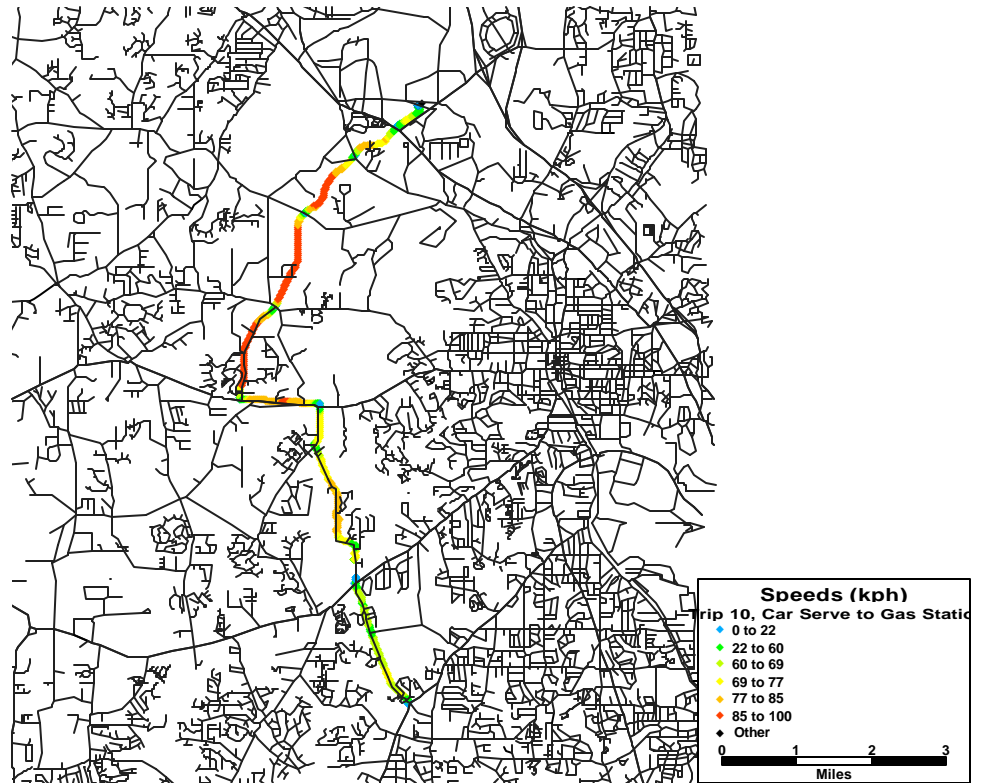 Speeds (kph)
Trip 10, Car Serve to Gas Statio
0 to 22
22 to 60
60 to 69
69 to 77
77 to 85
85 to 100
Other
0 1 2 3
Miles